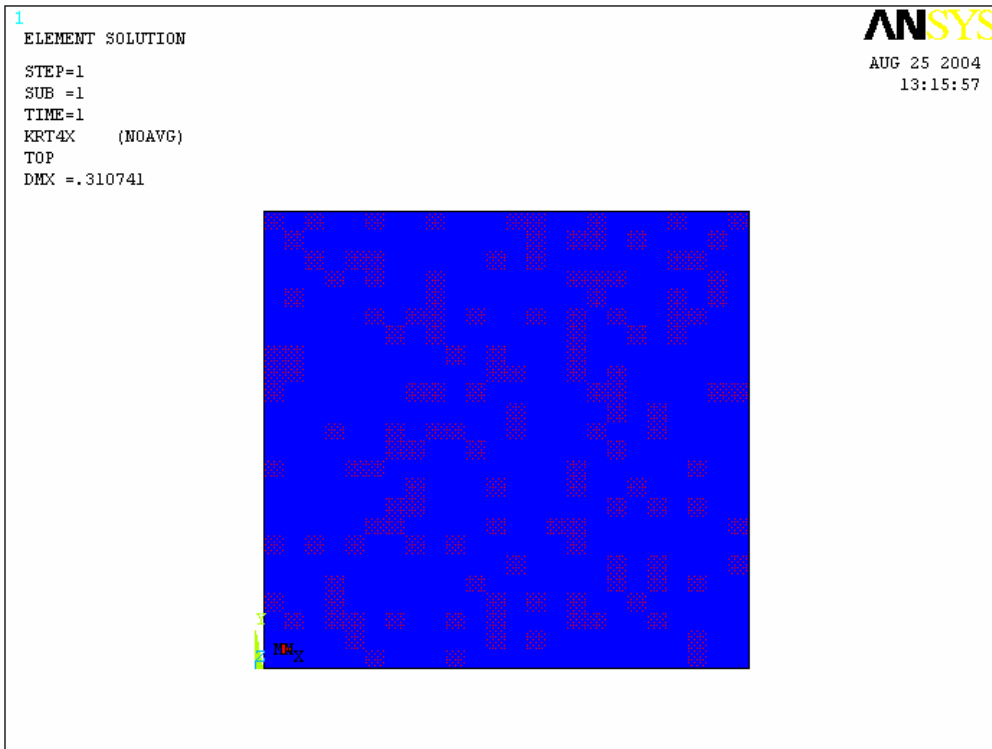 1
ELEMENT SOLUTION
STEP=1
SUB =1
TIME=1
KRT4X (NOAVG)
TOP
DMX =.310741
ANSYS
AUG 25 2004
13:15:57
Y
Z X